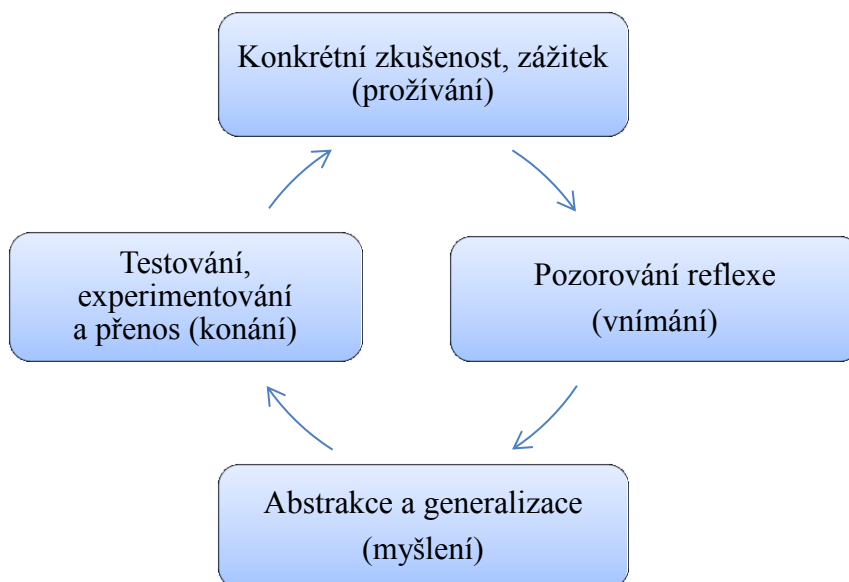 Konkrétní zkušenost, zážitek
(prožívání)
Testování,
experimentování
a přenos (konání)
Pozorování reflexe
(vnímání)
Abstrakce a generalizace
(myšlení)